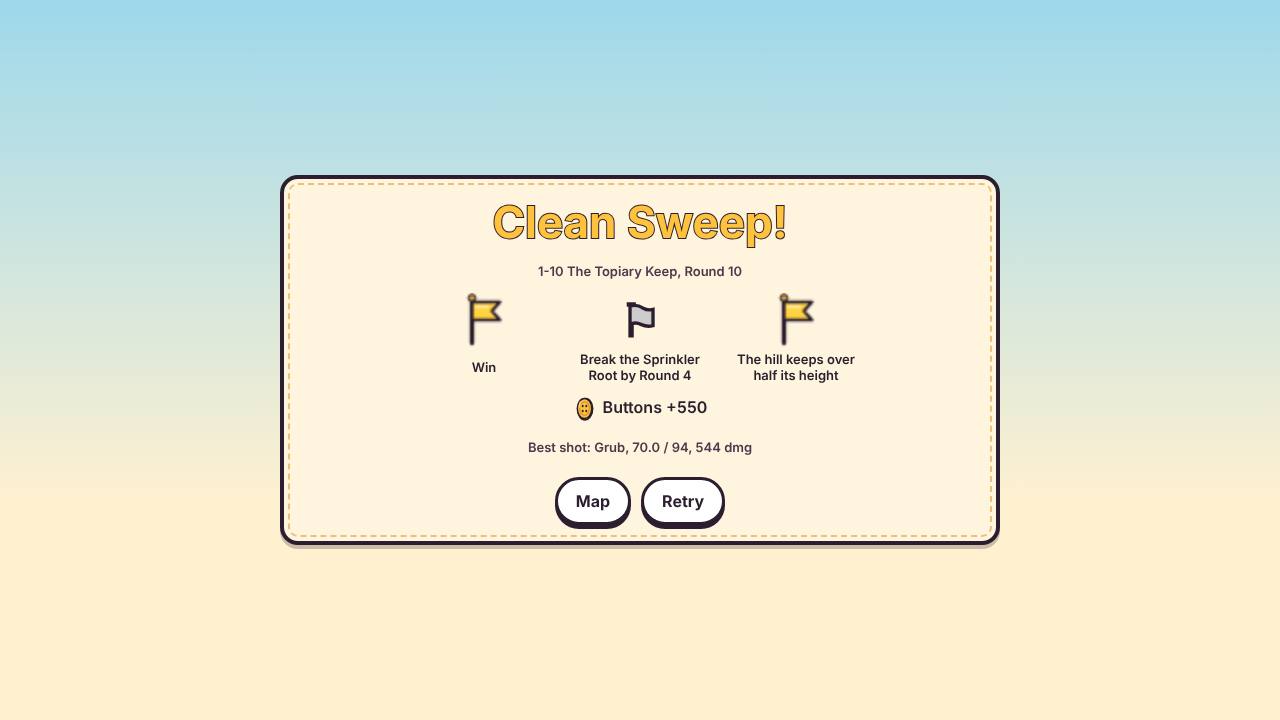 Clean Sweep!
1-10 The Topiary Keep, Round 10
Win
Break the Sprinkler
Root by Round 4
The hill keeps over
half its height
Buttons +550
Best shot: Grub, 70.0 / 94, 544 dmg
Map
Retry